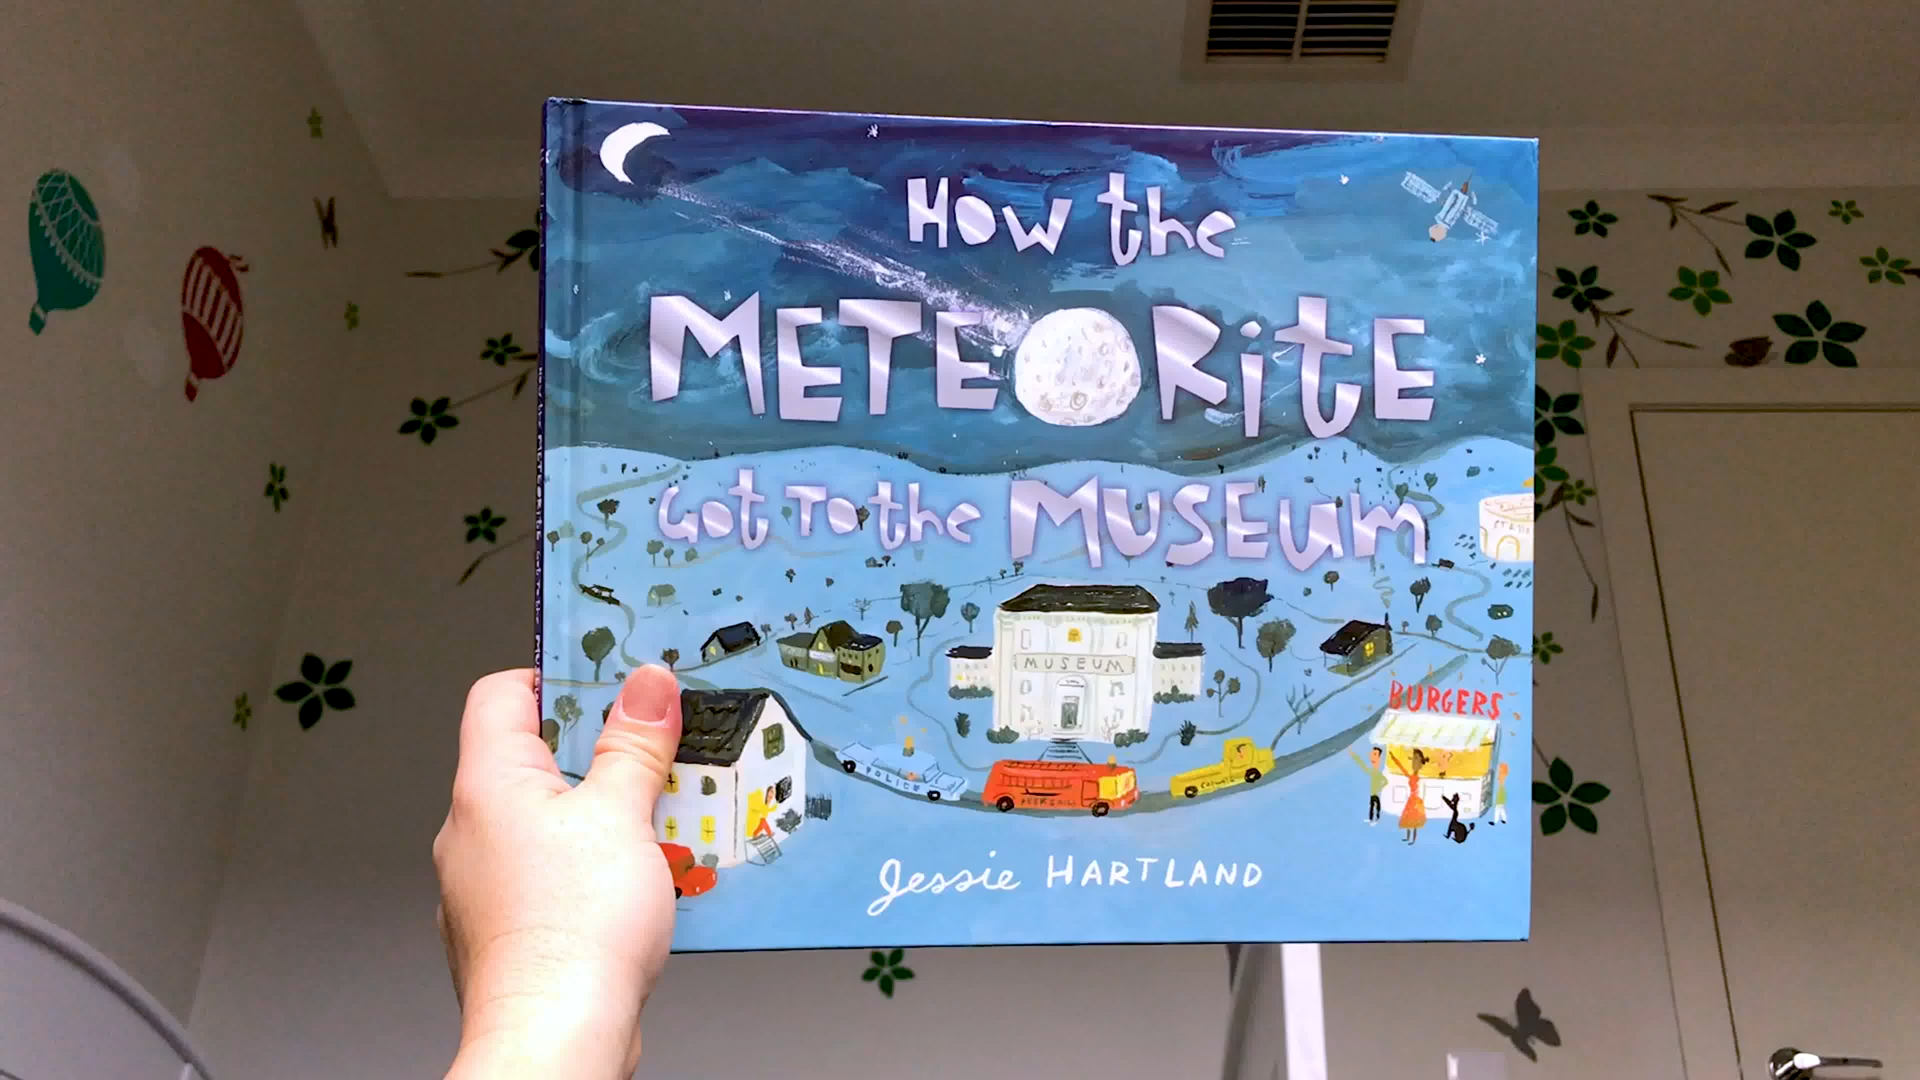 How the
METEORiTE
Got To the MUSEUM
MUSEUM
BURGERS
POLICE
Jessie HARTLAND